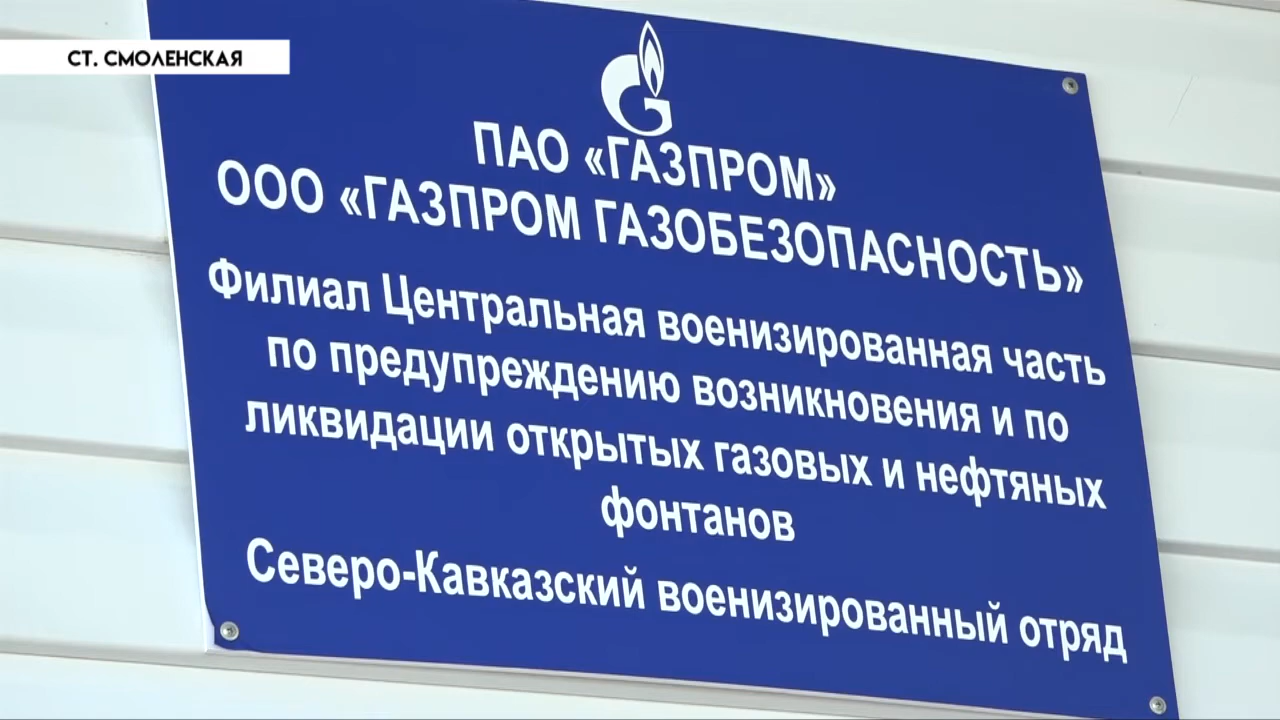 СТ. СМОЛЕНСКАЯ
ПАО «ГАЗПРОМ»
ООО «ГАЗПРОМ ГАЗОБЕЗОПАСНОСТЬ»
Филиал Центральная военизированная часть
по предупреждению возникновения и по
ликвидации открытых газовых и нефтяных
фонтанов
Северо-Кавказский военизированный отряд